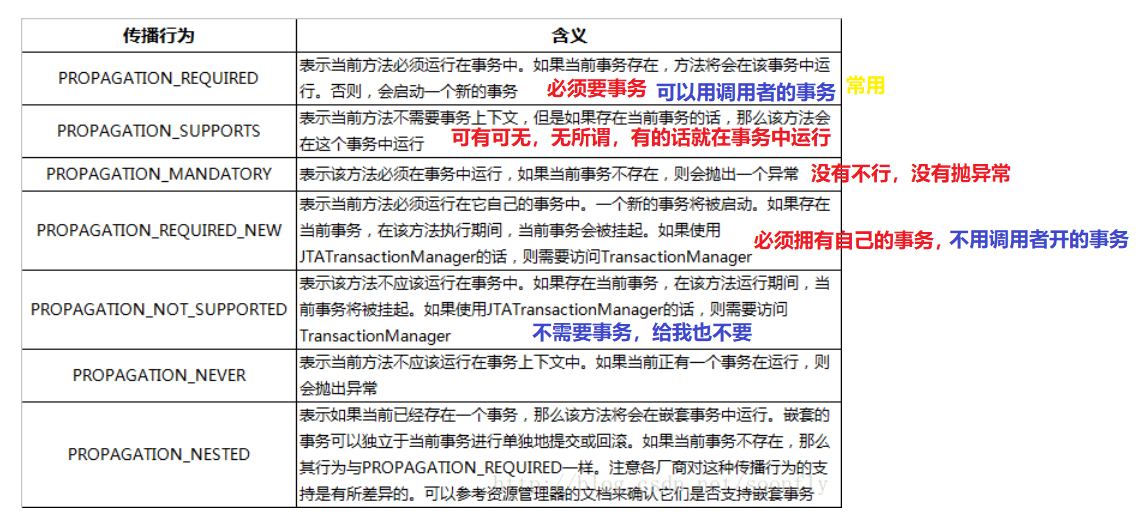 传播行为 含义
PROPAGATION_REQUIRED
表示当前方法必须运行在事务中。如果当前事务存在，方法将会在该事务中运
行。否则，会启动一个新的事务 必须要事务 可以用调用者的事务 常用
PROPAGATION_SUPPORTS
表示当前方法不需要事务上下文，但是如果存在当前事务的话，那么该方法会
在这个事务中运行 可有可无，无所谓，有的话就在事务中运行
PROPAGATION_MANDATORY 表示该方法必须在事务中运行，如果当前事务不存在，则会抛出一个异常 没有不行，没有抛异常
PROPAGATION_REQUIRED_NEW
表示当前方法必须运行在它自己的事务中。一个新的事务将被启动。如果存在
当前事务，在该方法执行期间，当前事务会被挂起。如果使用
JTATransactionManager的话，则需要访问TransactionManager 必须拥有自己的事务，不用调用者开的事务
PROPAGATION_NOT_SUPPORTED
表示该方法不应该运行在事务中。如果存在当前事务，在该方法运行期间，当
前事务将被挂起。如果使用JTATransactionManager的话，则需要访问
TransactionManager 不需要事务，给我也不要
PROPAGATION_NEVER
表示当前方法不应该运行在事务上下文中。如果当前正有一个事务在运行，则
会抛出异常
PROPAGATION_NESTED
表示如果当前已经存在一个事务，那么该方法将会在嵌套事务中运行。嵌套的
事务可以独立于当前事务进行单独地提交或回滚。如果当前事务不存在，那么
其行为与PROPAGATION_REQUIRED一样。注意各厂商对这种传播行为的支
持是有所差异的。可以参考资源管理器的文档来确认它们是否支持嵌套事务
http://blog.csdn.net/soonfly